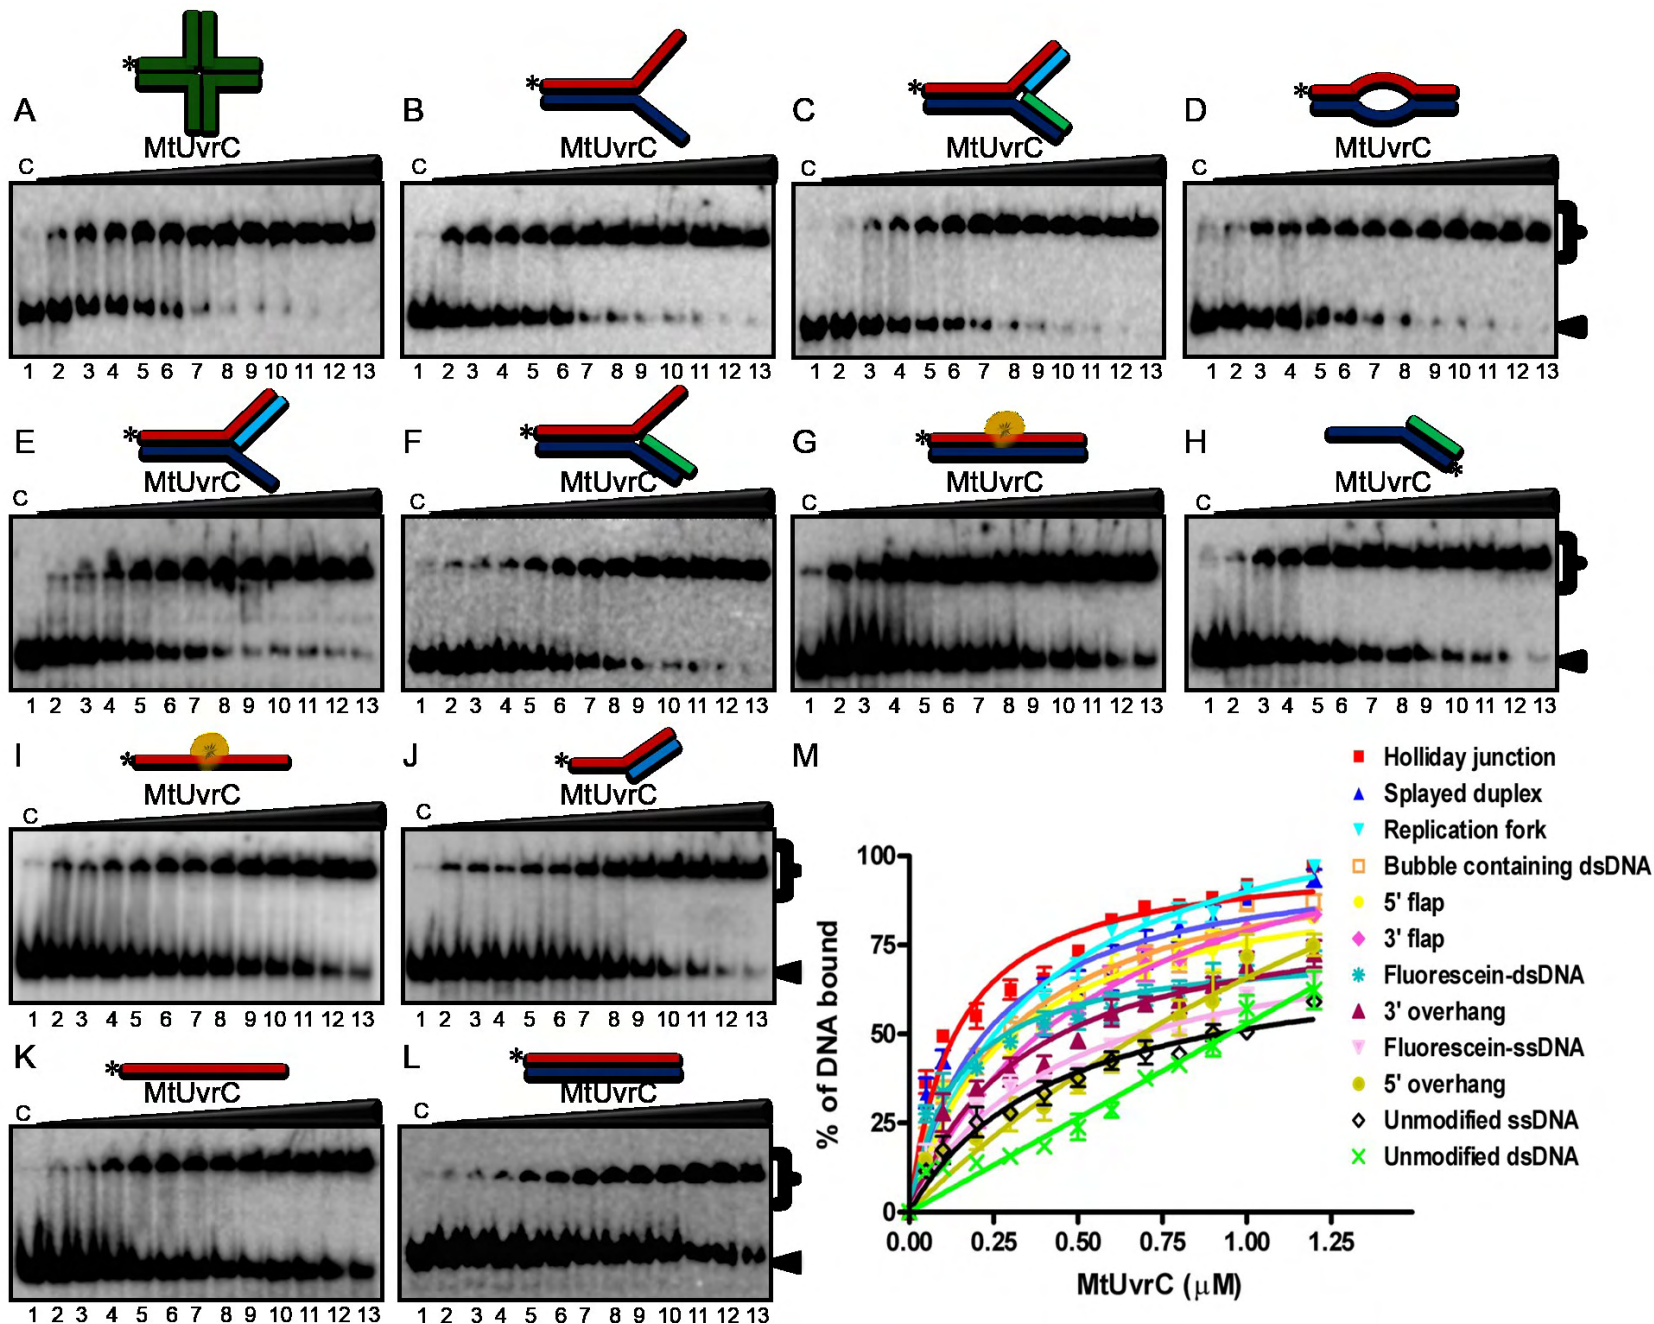 A B C D
* * * *
MtUvrC MtUvrC MtUvrC MtUvrC
C C C C
1 2 3 4 5 6 7 8 9 10 11 12 13 1 2 3 4 5 6 7 8 9 10 11 12 13 1 2 3 4 5 6 7 8 9 10 11 12 13 1 2 3 4 5 6 7 8 9 10 11 12 13
E F G H
* * * *
MtUvrC MtUvrC MtUvrC MtUvrC
C C C C
1 2 3 4 5 6 7 8 9 10 11 12 13 1 2 3 4 5 6 7 8 9 10 11 12 13 1 2 3 4 5 6 7 8 9 10 11 12 13 1 2 3 4 5 6 7 8 9 10 11 12 13
I J
* *
MtUvrC MtUvrC
C C
1 2 3 4 5 6 7 8 9 10 11 12 13 1 2 3 4 5 6 7 8 9 10 11 12 13
K L
* *
MtUvrC MtUvrC
C C
1 2 3 4 5 6 7 8 9 10 11 12 13 1 2 3 4 5 6 7 8 9 10 11 12 13
M
Holliday junction
Splayed duplex
Replication fork
Bubble containing dsDNA
5' flap
3' flap
Fluorescein-dsDNA
3' overhang
Fluorescein-ssDNA
5' overhang
Unmodified ssDNA
Unmodified dsDNA
% of DNA bound
100
75
50
25
0
0.00 0.25 0.50 0.75 1.00 1.25
MtUvrC (μM)